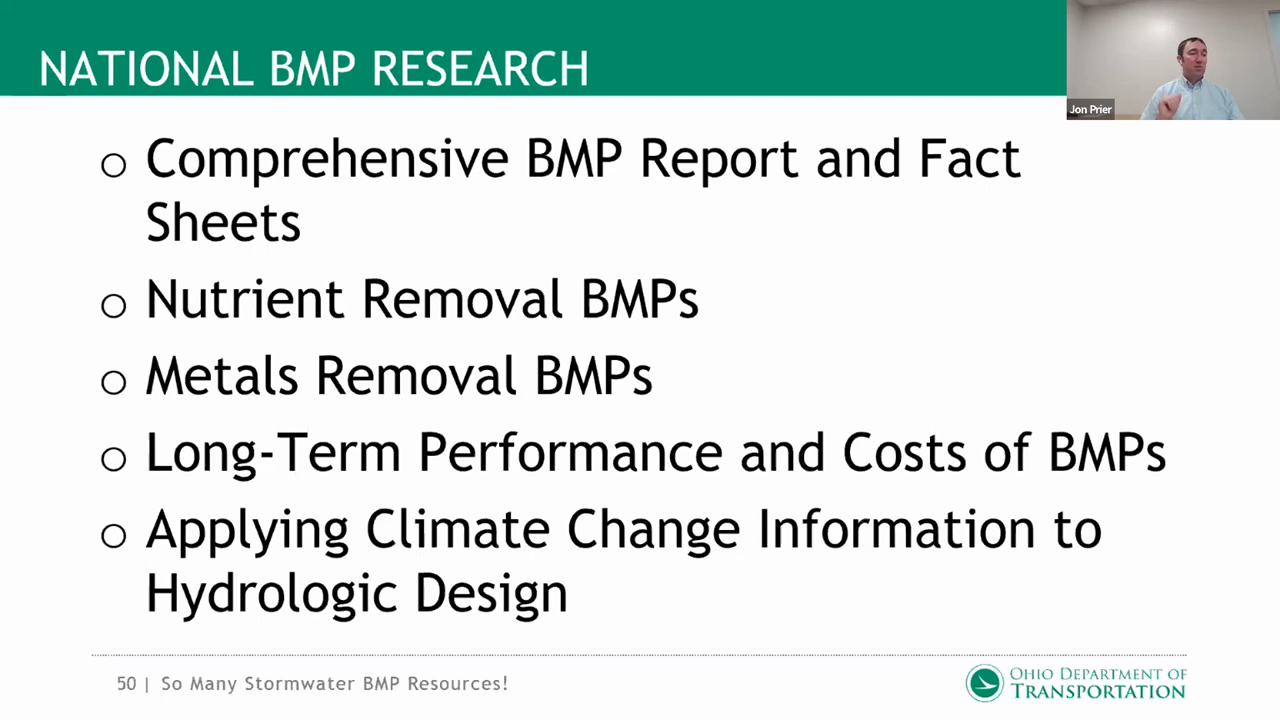 NATIONAL BMP RESEARCH
Jon Prier
o Comprehensive BMP Report and Fact
Sheets
o Nutrient Removal BMPs
o Metals Removal BMPs
o Long-Term Performance and Costs of BMPs
o Applying Climate Change Information to
Hydrologic Design
50 | So Many Stormwater BMP Resources!
OHIO DEPARTMENT OF
TRANSPORTATION